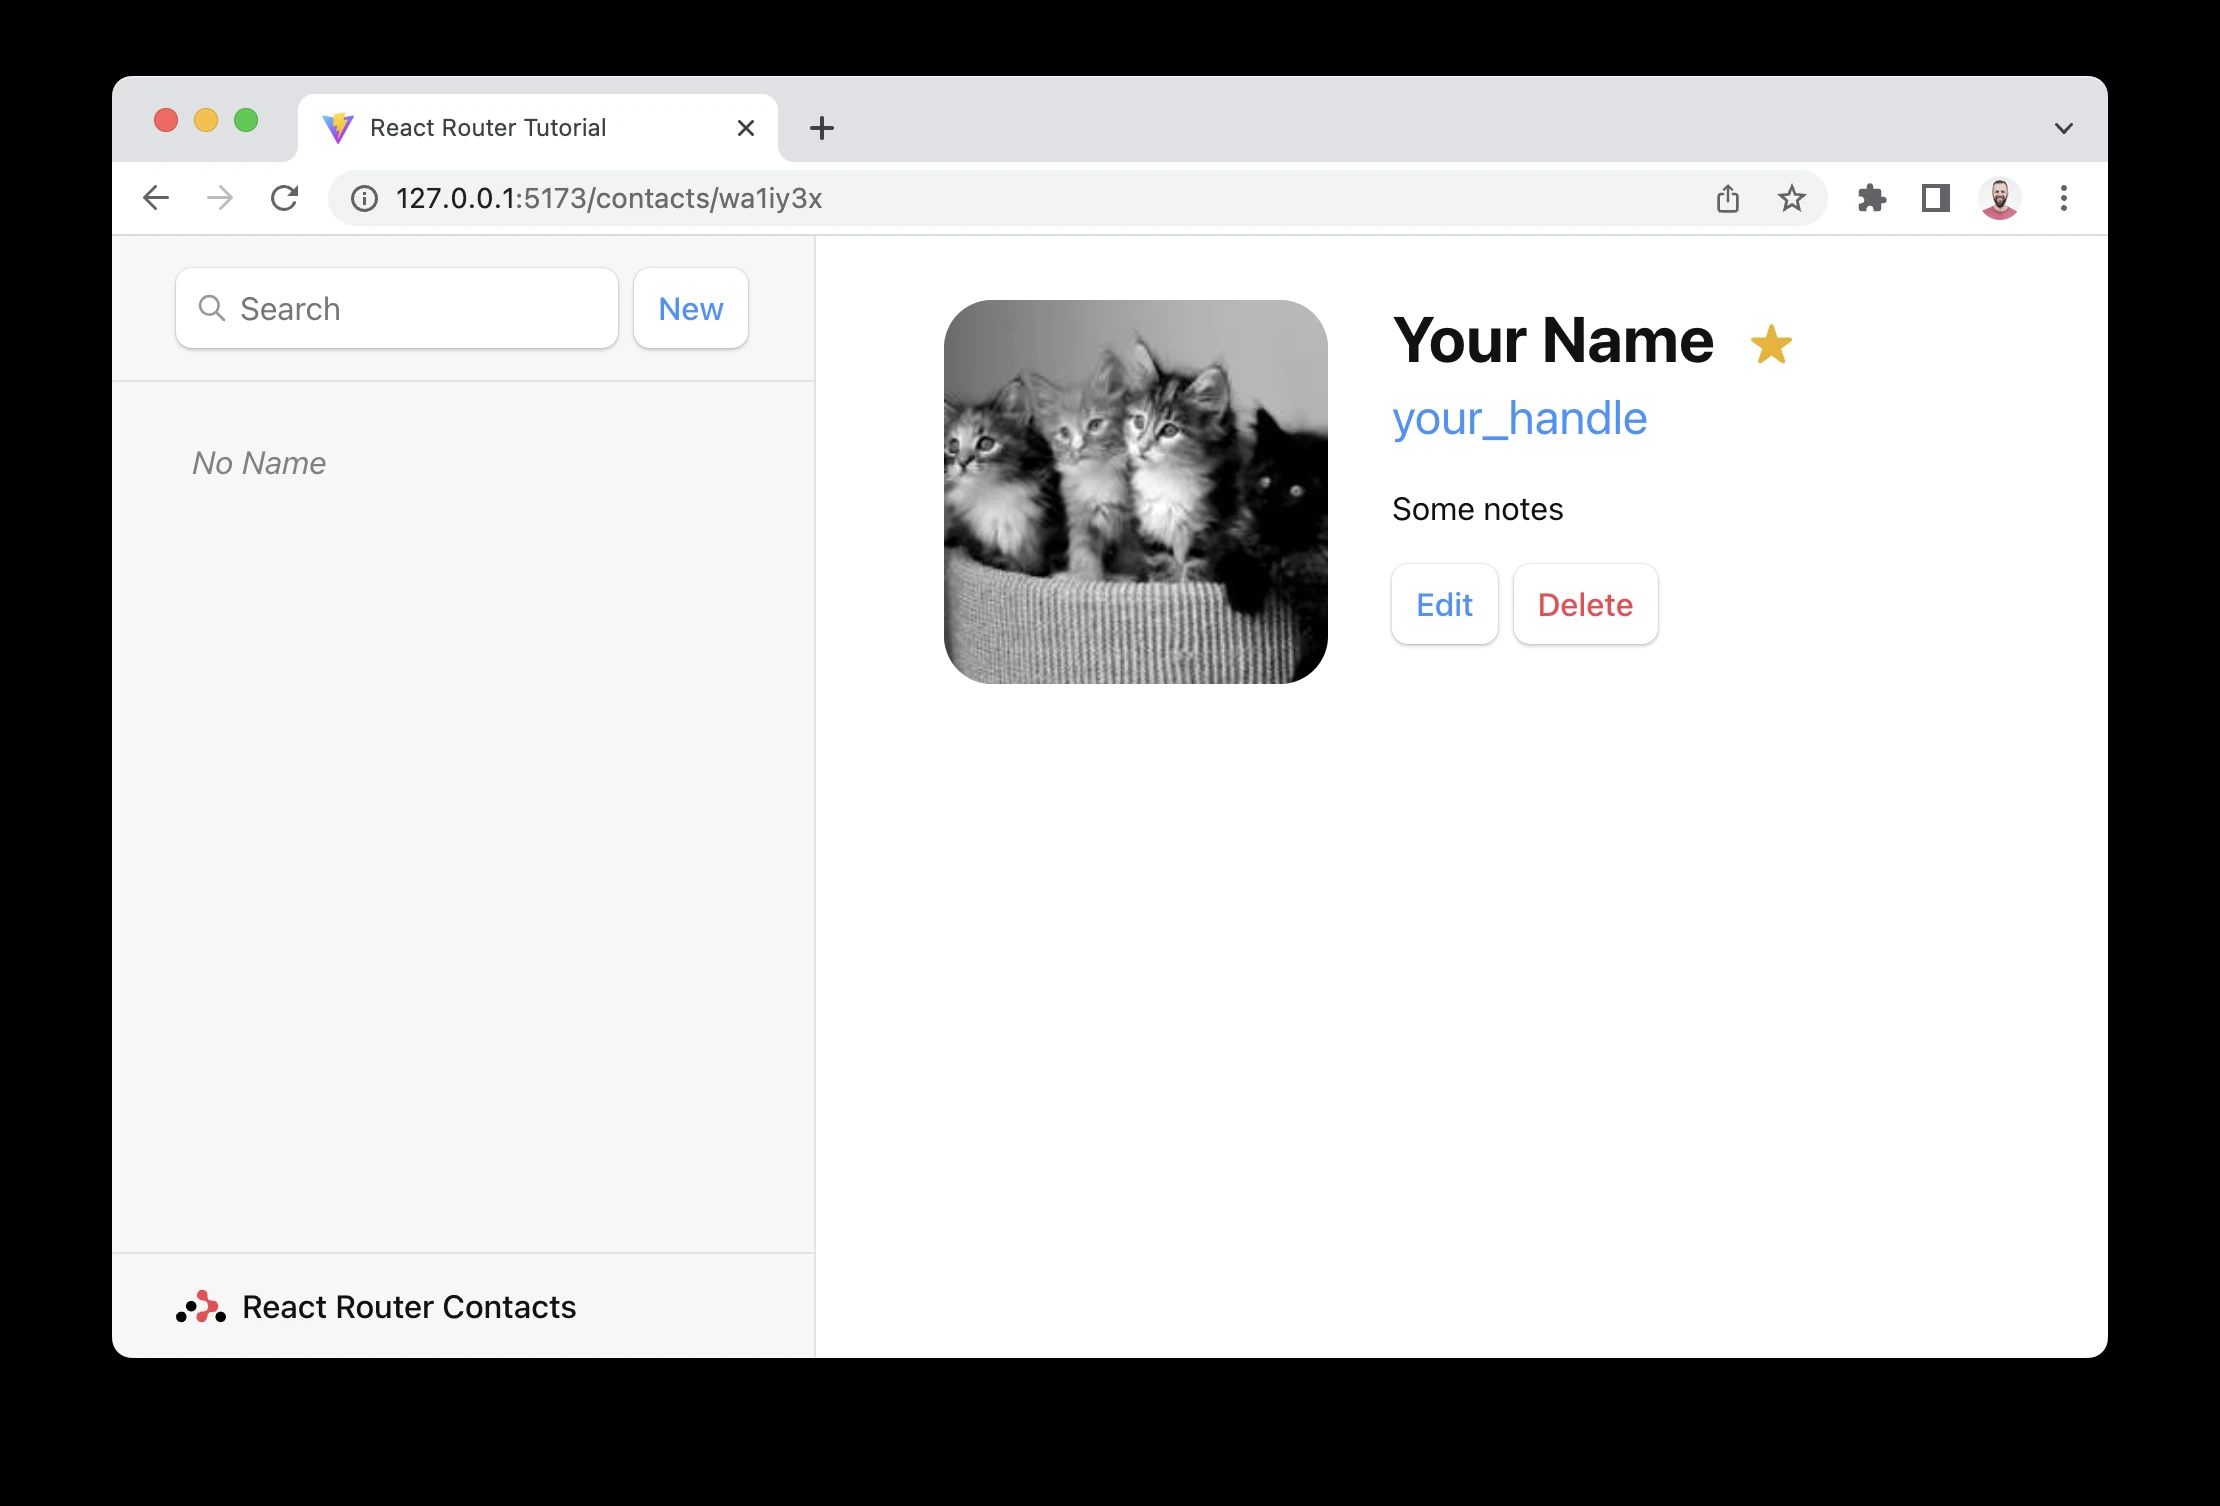 React Router Tutorial
127.0.0.1:5173/contacts/wa1iy3x
Search
New
No Name
React Router Contacts
Your Name
your_handle
Some notes
Edit
Delete